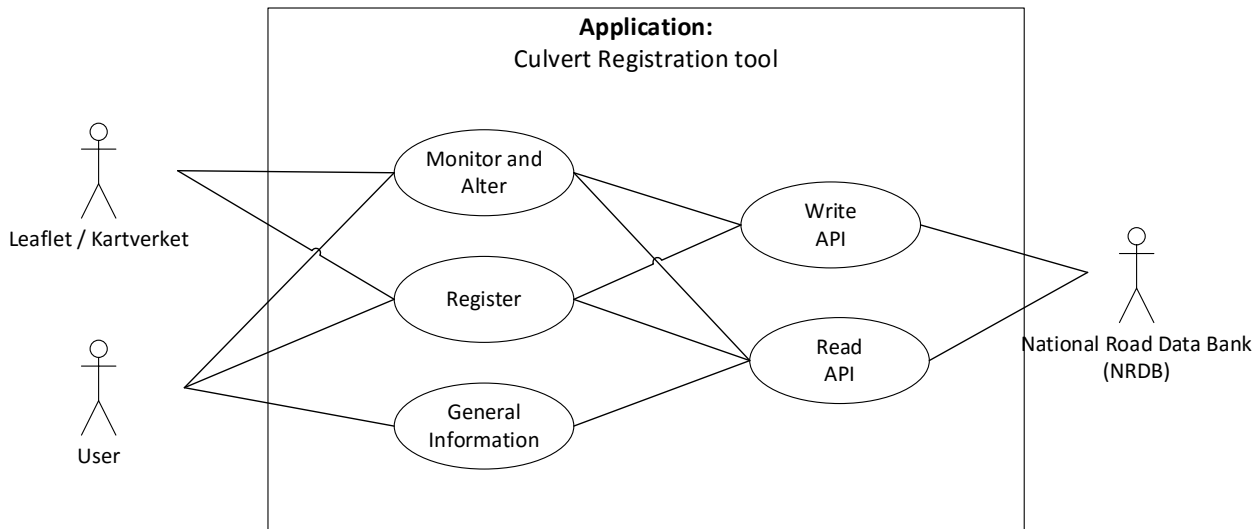 Application:
Culvert Registration tool
Monitor and
Alter
Leaflet / Kartverket
Write
API
Register
National Road Data Bank
(NRDB)
Read
API
User
General
Information